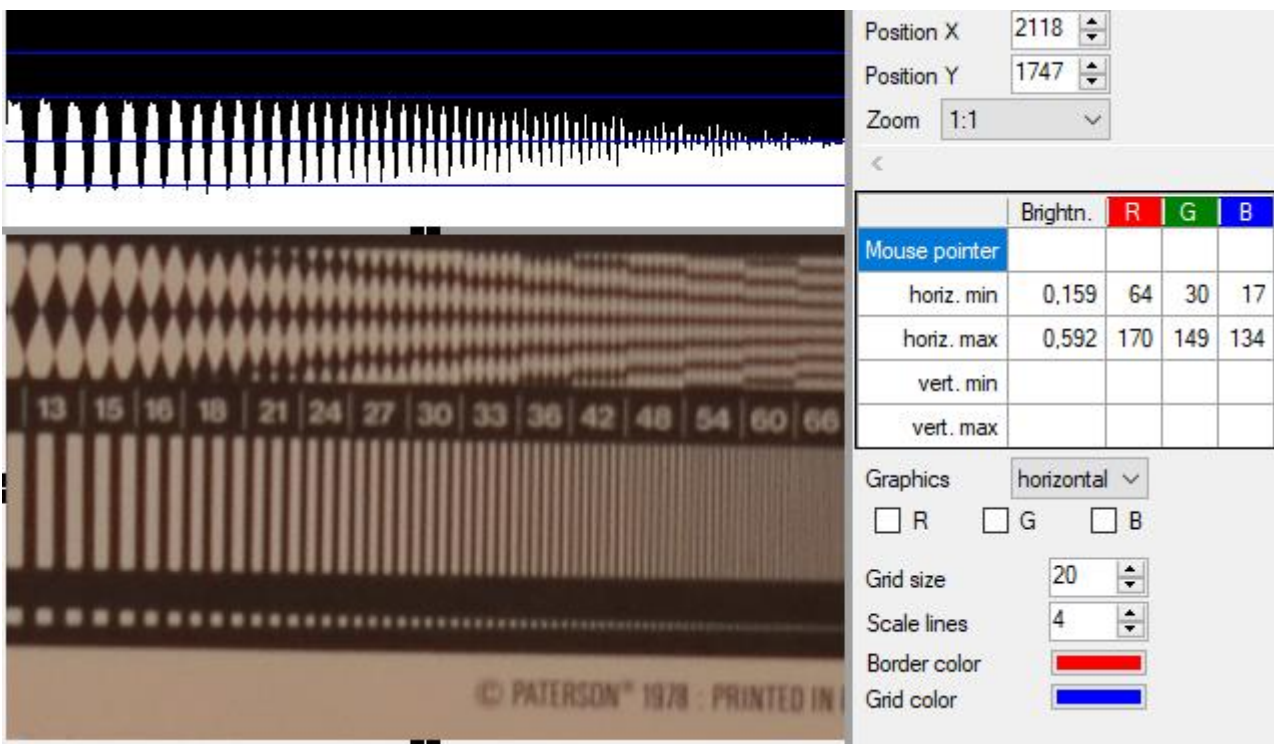 Position X 2118
Position Y 1747
Zoom 1:1
<
Brightn. R G B
Mouse pointer
horiz. min 0,159 64 30 17
horiz. max 0,592 170 149 134
vert. min
vert. max
13 15 16 18 21 24 27 30 33 36 42 48 54 60 66
Graphics horizontal
R G B
Grid size 20
Scale lines 4
Border color
Grid color
© PATERSON® 1978 : PRINTED IN